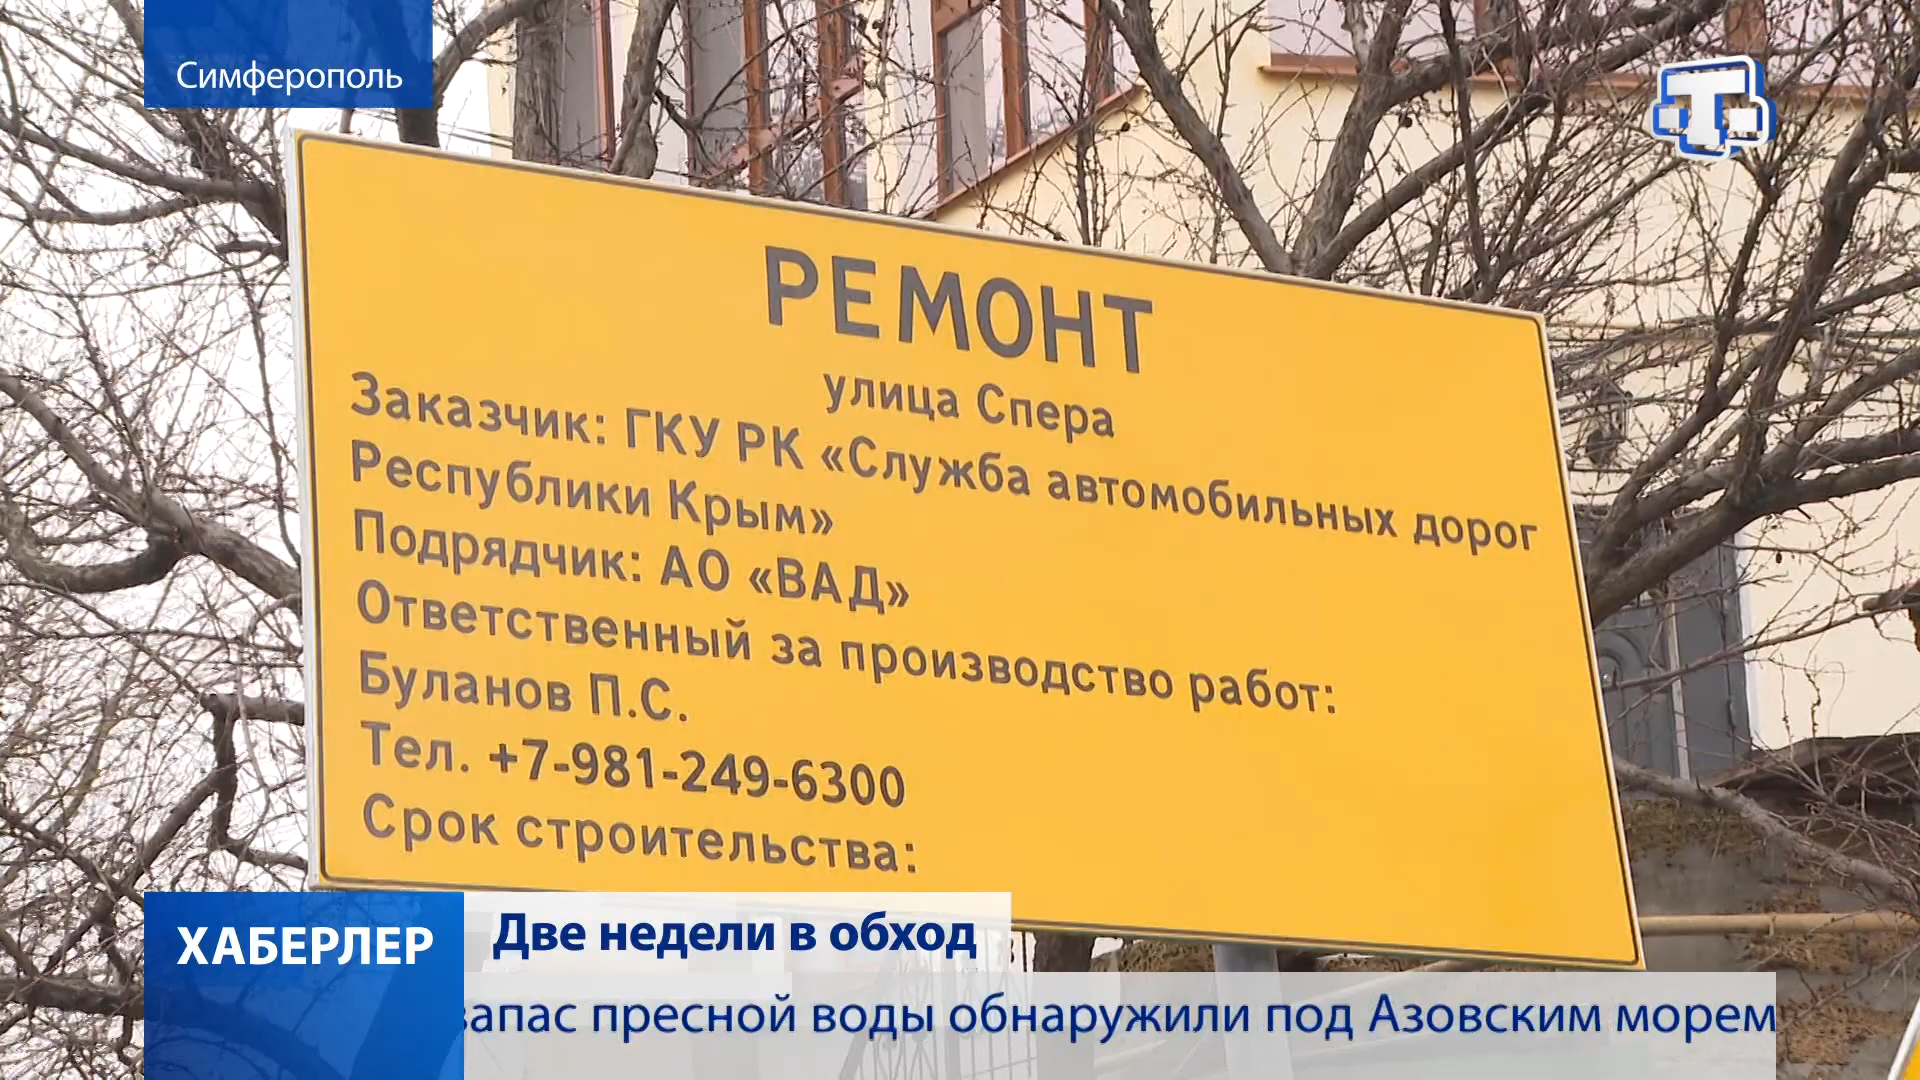 Симферополь
Т
РЕМОНТ
улица Спера
Заказчик: ГКУ РК «Служба автомобильных дорог
Республики Крым»
Подрядчик: АО «ВАД»
Ответственный за производство работ:
Буланов П.С.
Тел. +7-981-249-6300
Срок строительства:
ХАБЕРЛЕР
Две недели в обход
запас пресной воды обнаружили под Азовским морем